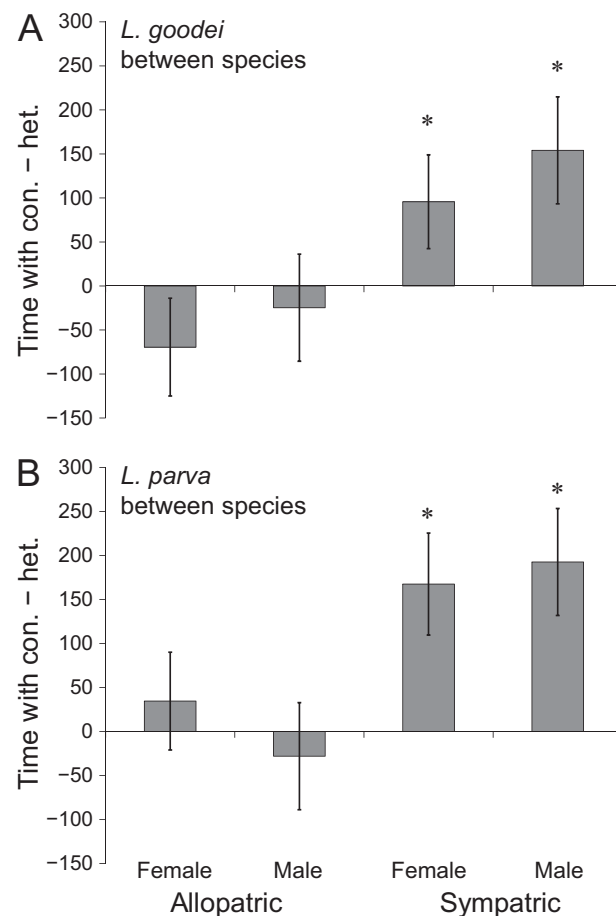 A
L. goodei
between species
Time with con. – het.
300
250
200
150
100
50
0
−50
−100
−150
*
*
B
L. parva
between species
Time with con. – het.
300
250
200
150
100
50
0
−50
−100
−150
*
*
Female Male Female Male
Allopatric Sympatric